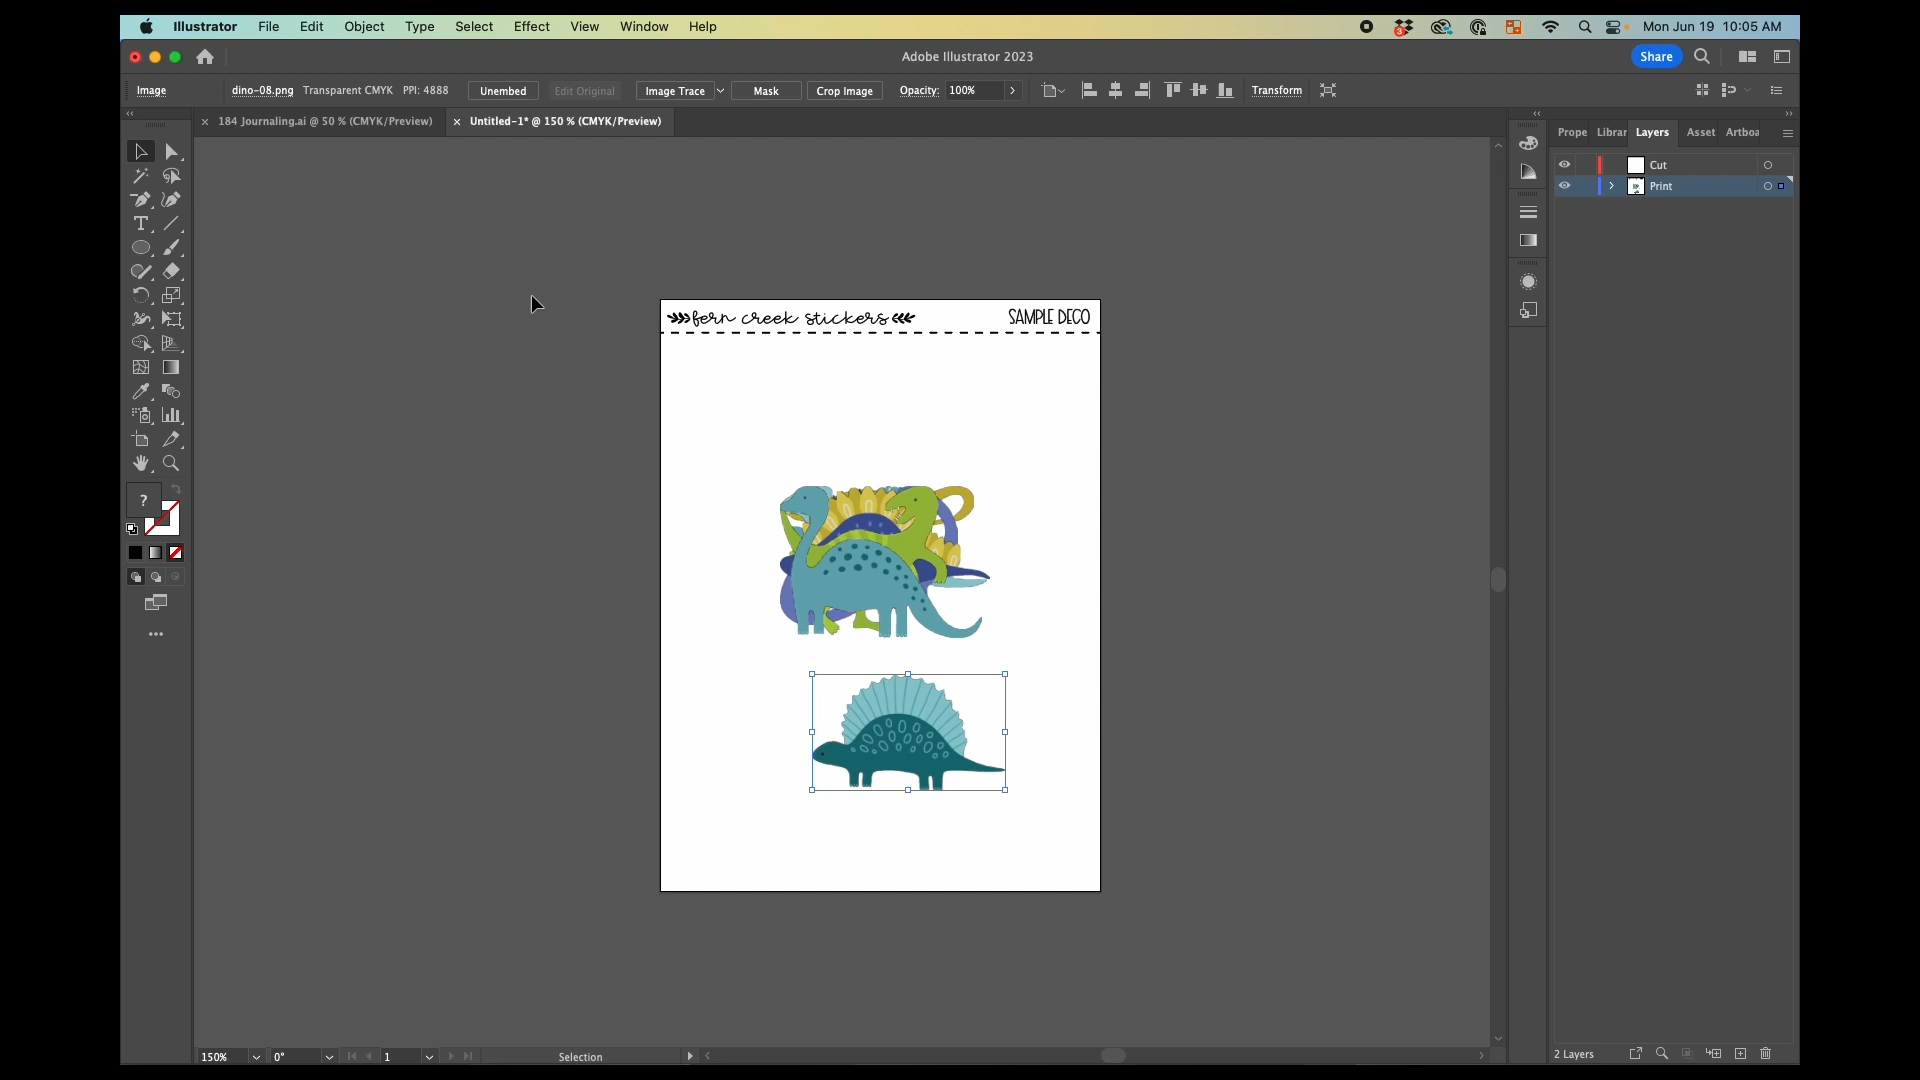 Illustrator File Edit Object Type Select Effect View Window Help
3
Mon Jun 19 10:05 AM
Adobe Illustrator 2023
Share
Image
dino-08.png Transparent CMYK PPI: 4888
Unembed
Edit Original
Image Trace
Mask
Crop Image
Opacity: 100%
Transform
184 Journaling.ai @ 50 % (CMYK/Preview)
Untitled-1* @ 150 % (CMYK/Preview)
Prope Librar Layers Asset Artboa
Cut
Print
fern creek stickers
SAMPLE DECO
?
150%
0°
1
Selection
2 Layers